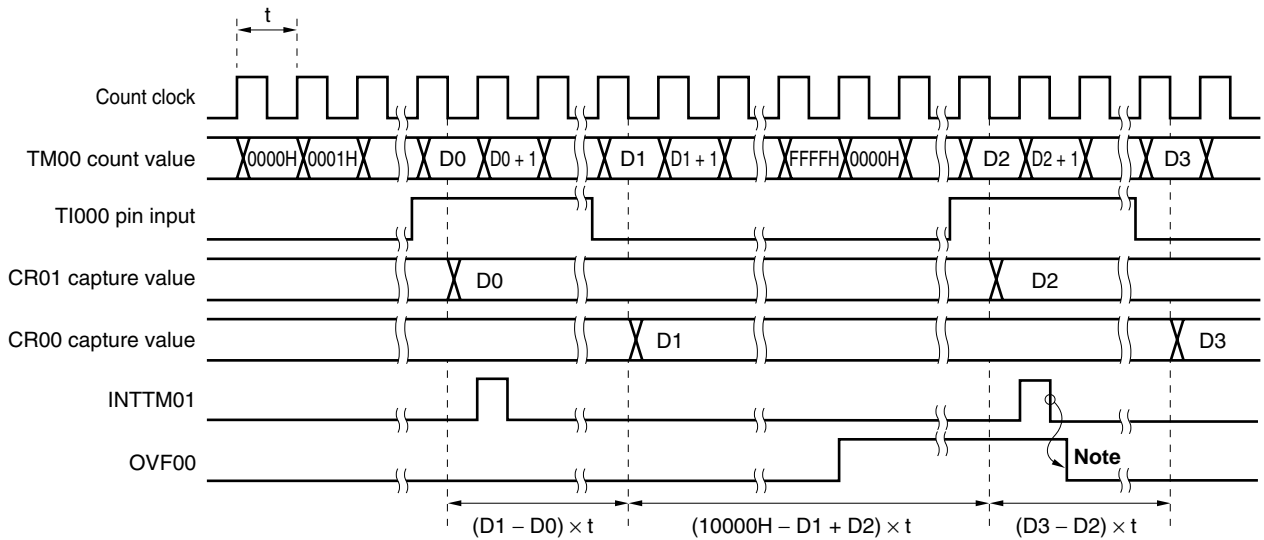 t
Count clock
TM00 count value 0000H 0001H D0 D0 + 1 D1 D1 + 1 FFFFH 0000H D2 D2 + 1 D3
TI000 pin input
CR01 capture value D0 D2
CR00 capture value D1 D3
INTTM01
OVF00 Note
(D1 − D0) × t (10000H − D1 + D2) × t (D3 − D2) × t